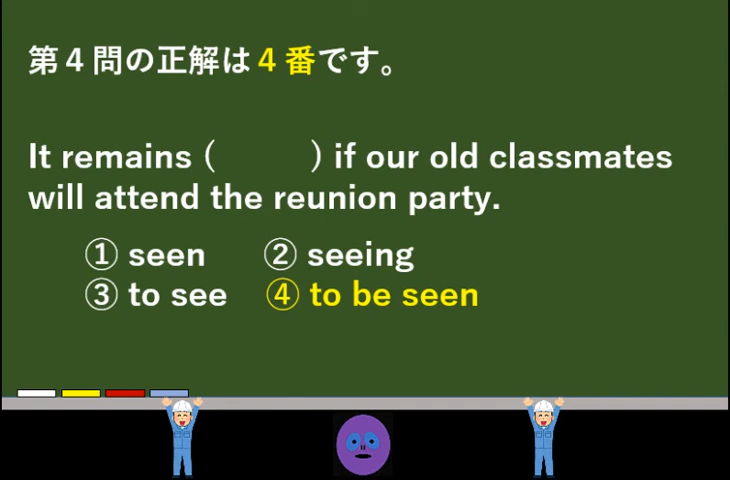 第４問の正解は４番です。
It remains (　　) if our old classmates
will attend the reunion party.
① seen　② seeing
③ to see　④ to be seen